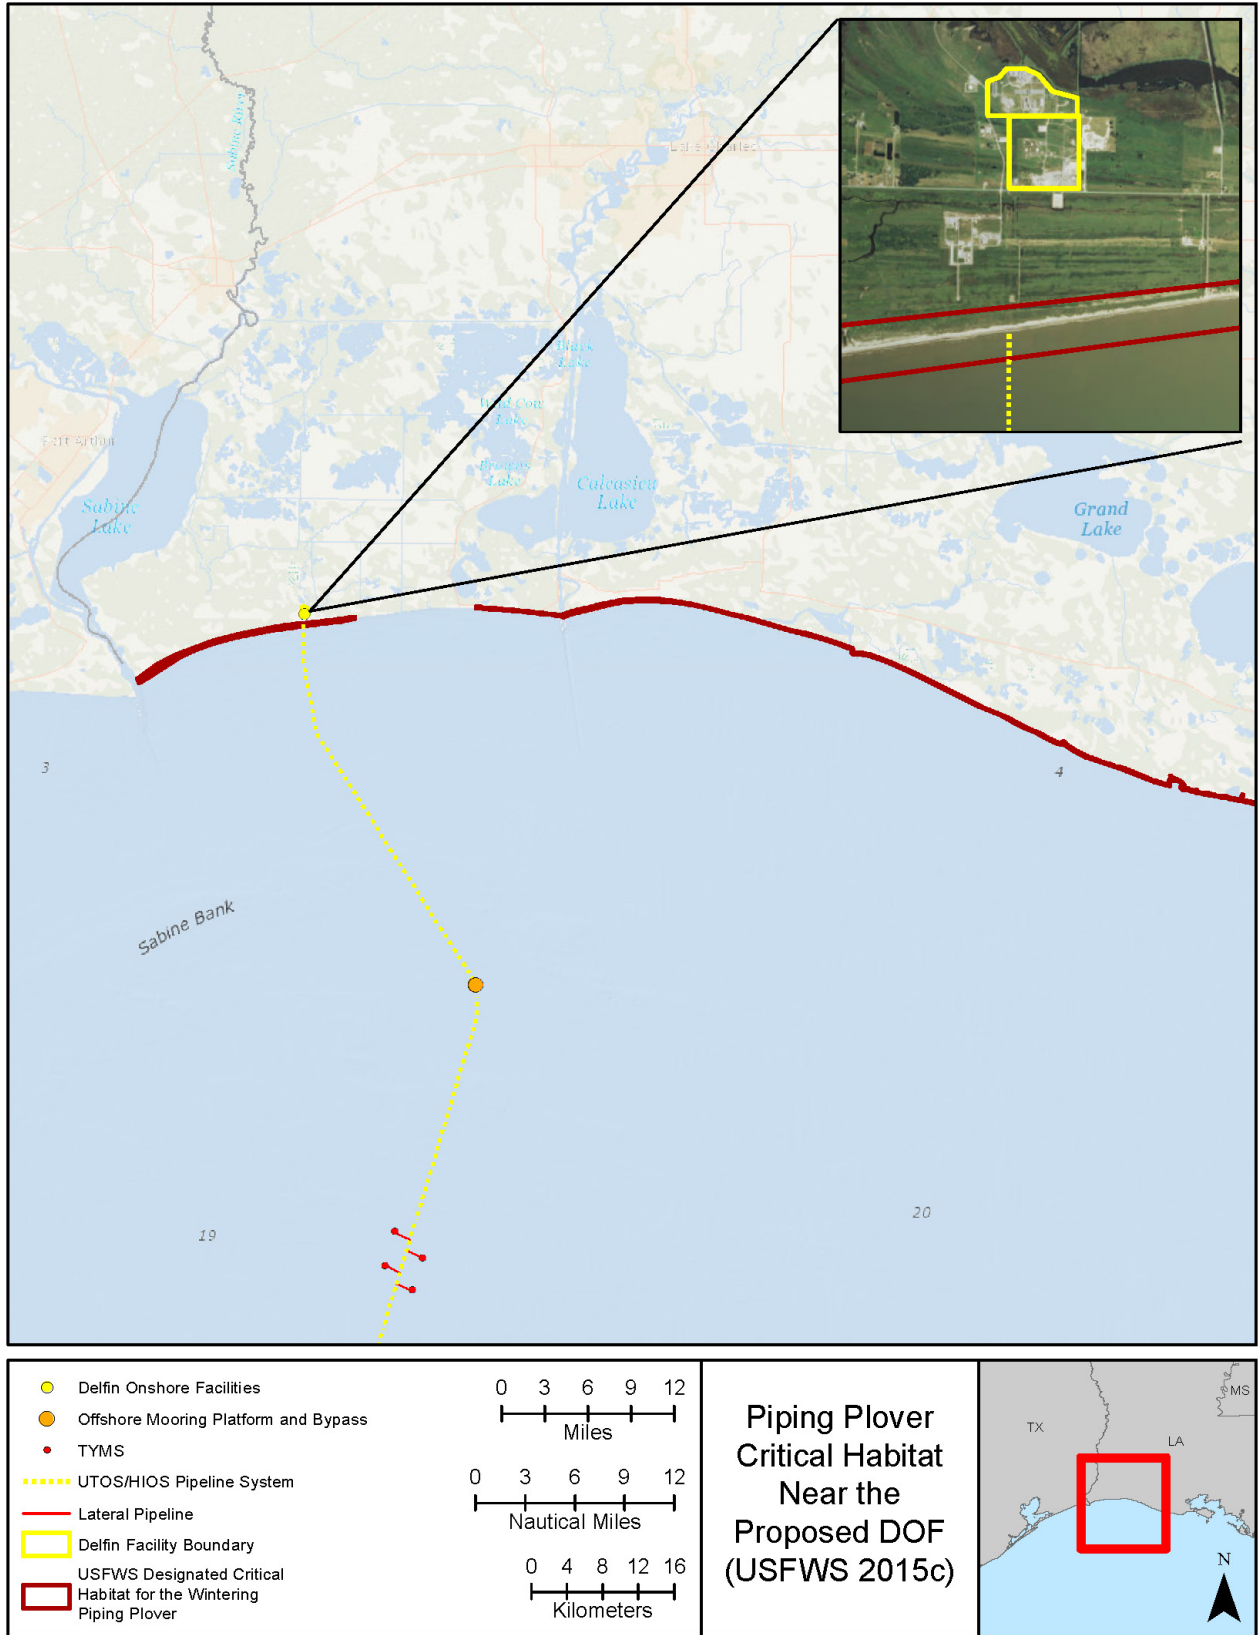 Sabine River
Lake Charles
Black
Lake
Port Arthur
Browns
Lake
Calcasieu
Lake
Sabine
Lake
Grand
Lake
3
4
Sabine Bank
19
20
Delfin Onshore Facilities
Offshore Mooring Platform and Bypass
TYMS
UTOS/HIOS Pipeline System
Lateral Pipeline
Delfin Facility Boundary
USFWS Designated Critical
Habitat for the Wintering
Piping Plover
0 3 6 9 12
Miles
0 3 6 9 12
Nautical Miles
0 4 8 12 16
Kilometers
Piping Plover
Critical Habitat
Near the
Proposed DOF
(USFWS 2015c)
MS
TX
LA
N